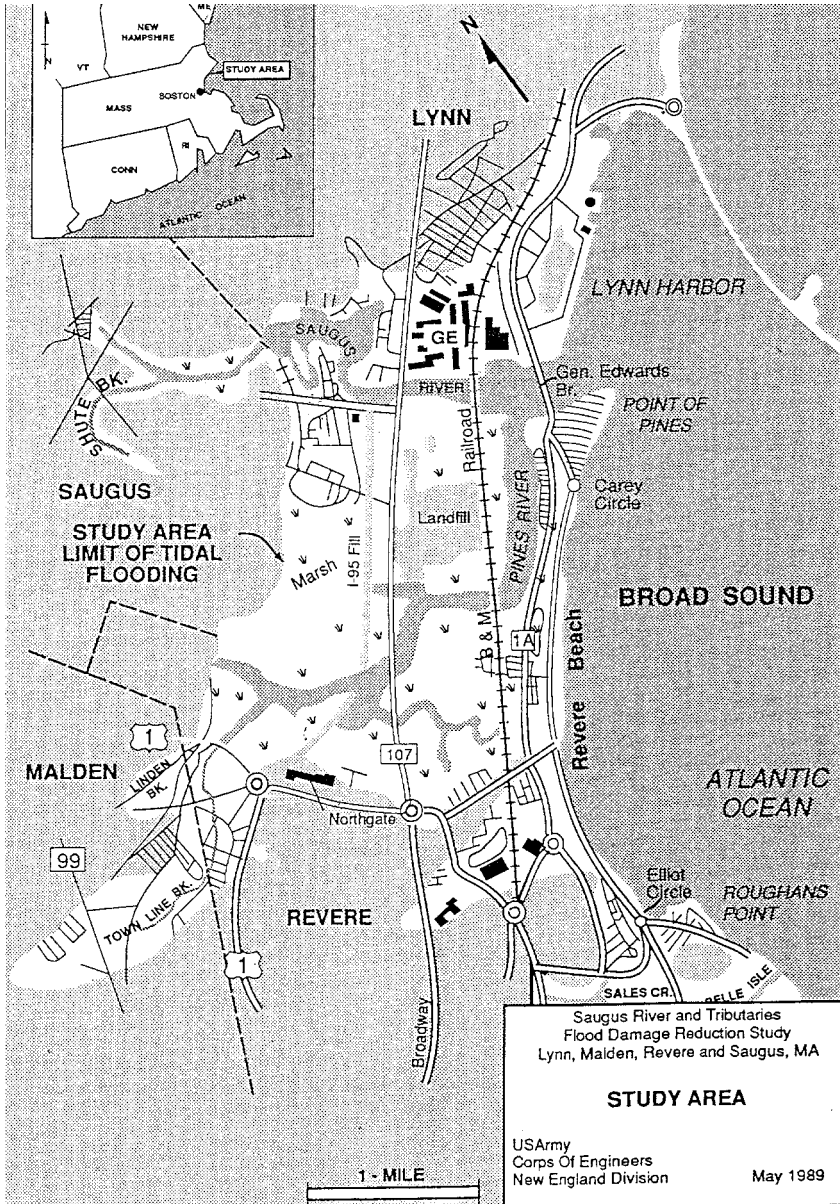 ME
NEW
HAMPSHIRE
N
VT
STUDY AREA
BOSTON
MASS
RI
CONN
ATLANTIC OCEAN
N
LYNN
LYNN HARBOR
SAUGUS
GE
RIVER
Gen. Edwards
Br.
POINT OF
PINES
SHUTE BK.
Railroad
SAUGUS
Carey
Circle
STUDY AREA
LIMIT OF TIDAL
FLOODING
Landfill
PINES RIVER
Marsh
I-95 Fill
BROAD SOUND
B & M
1A
Revere Beach
1
107
MALDEN
LINDEN
BK.
ATLANTIC
OCEAN
Northgate
99
Elliot
Circle
ROUGHANS
POINT
TOWN LINE BK.
REVERE
1
SALES CR.
BELLE ISLE
Broadway
Saugus River and Tributaries
Flood Damage Reduction Study
Lynn, Malden, Revere and Saugus, MA
STUDY AREA
USArmy
Corps Of Engineers
New England Division
May 1989
1 - MILE